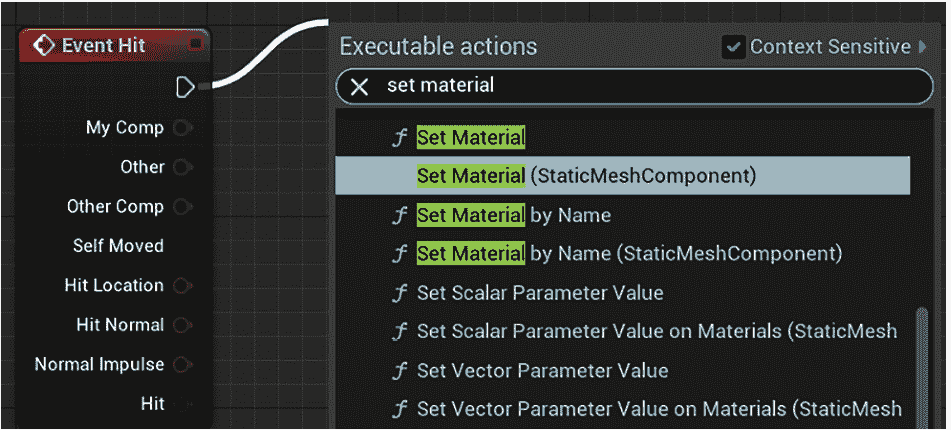 Event Hit
My Comp
Other
Other Comp
Self Moved
Hit Location
Hit Normal
Normal Impulse
Hit
Executable actions
Context Sensitive
set material
Set Material
Set Material (StaticMeshComponent)
Set Material by Name
Set Material by Name (StaticMeshComponent)
Set Scalar Parameter Value
Set Scalar Parameter Value on Materials (StaticMesh
Set Vector Parameter Value
Set Vector Parameter Value on Materials (StaticMesh